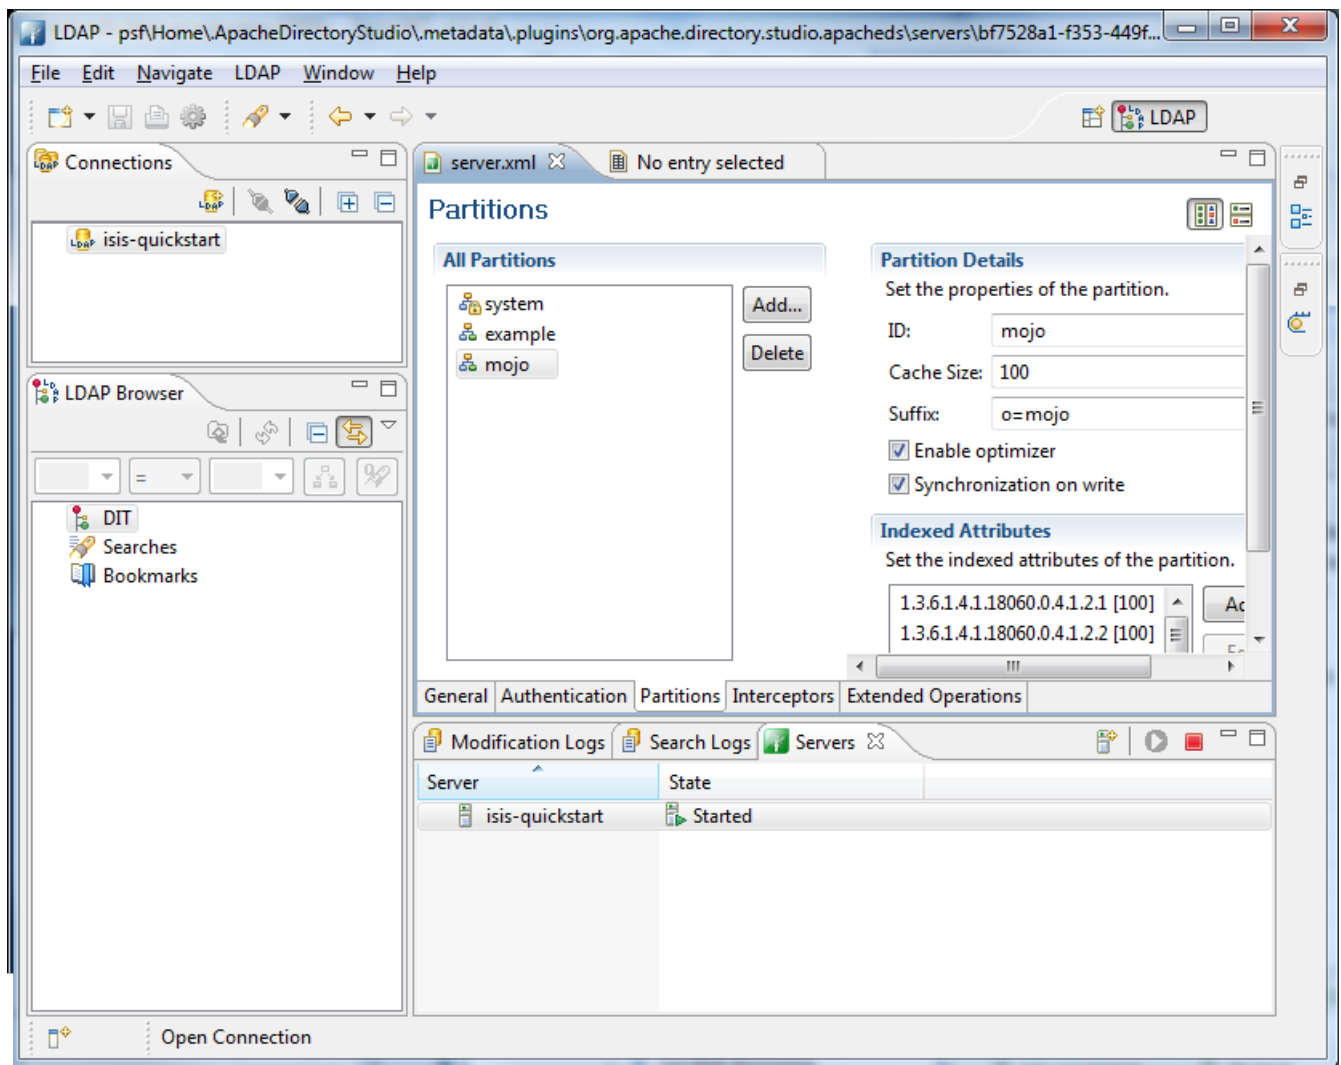 LDAP - psf\Home\.ApacheDirectoryStudio\.metadata\.plugins\org.apache.directory.studio.apacheds\servers\bf7528a1-f353-449f...
File Edit Navigate LDAP Window Help
LDAP
Connections
isis-quickstart
LDAP Browser
=
DIT
Searches
Bookmarks
server.xml
No entry selected
Partitions
All Partitions
system
example
mojo
Add...
Delete
Partition Details
Set the properties of the partition.
ID: mojo
Cache Size: 100
Suffix: o=mojo
Enable optimizer
Synchronization on write
Indexed Attributes
Set the indexed attributes of the partition.
1.3.6.1.4.1.18060.0.4.1.2.1 [100]
1.3.6.1.4.1.18060.0.4.1.2.2 [100]
General Authentication Partitions Interceptors Extended Operations
Modification Logs Search Logs Servers
Server State
isis-quickstart Started
Open Connection